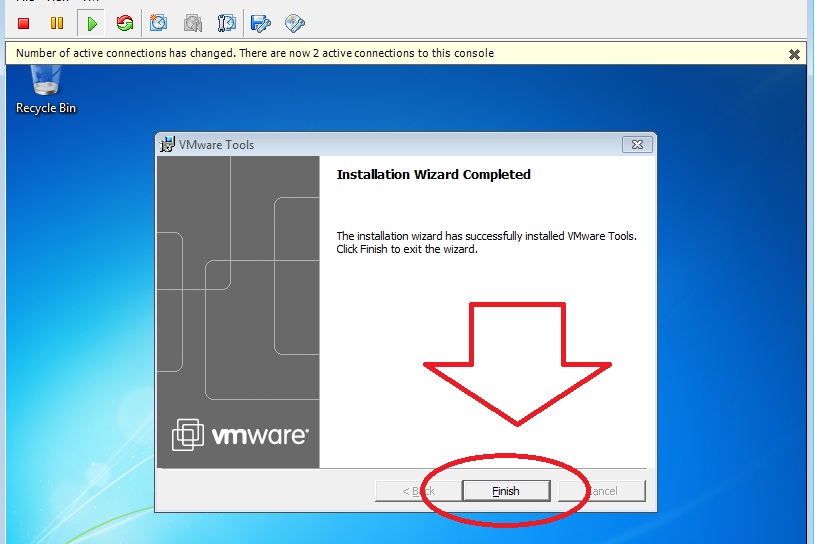 Number of active connections has changed. There are now 2 active connections to this console
Recycle Bin
VMware Tools
Installation Wizard Completed
The installation wizard has successfully installed VMware Tools.
Click Finish to exit the wizard.
vmware
< Back
Finish
Cancel